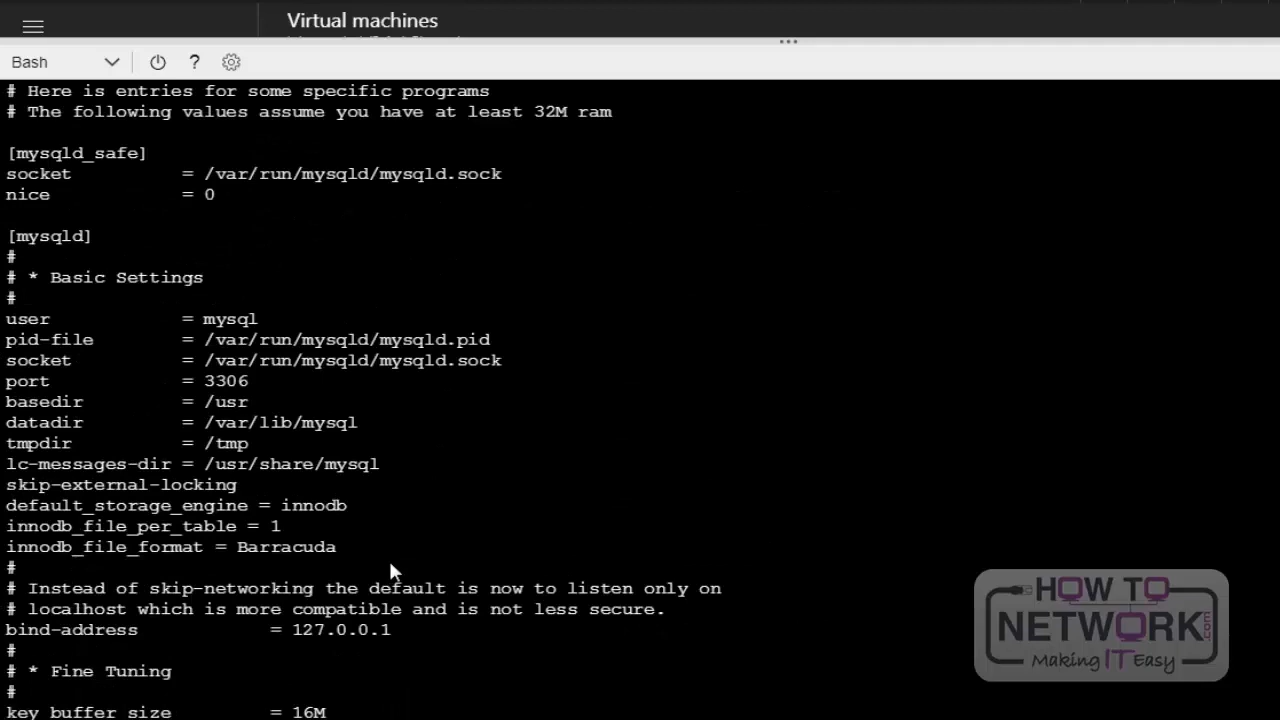 Virtual machines
Bash
?
# Here is entries for some specific programs
# The following values assume you have at least 32M ram
[mysqld_safe]
socket = /var/run/mysqld/mysqld.sock
nice = 0
[mysqld]
#
# * Basic Settings
#
user = mysql
pid-file = /var/run/mysqld/mysqld.pid
socket = /var/run/mysqld/mysqld.sock
port = 3306
basedir = /usr
datadir = /var/lib/mysql
tmpdir = /tmp
lc-messages-dir = /usr/share/mysql
skip-external-locking
default_storage_engine = innodb
innodb_file_per_table = 1
innodb_file_format = Barracuda
#
# Instead of skip-networking the default is now to listen only on
# localhost which is more compatible and is not less secure.
bind-address = 127.0.0.1
#
# * Fine Tuning
#
key_buffer_size = 16M
HOW TO
NETWORK.com
Making IT Easy